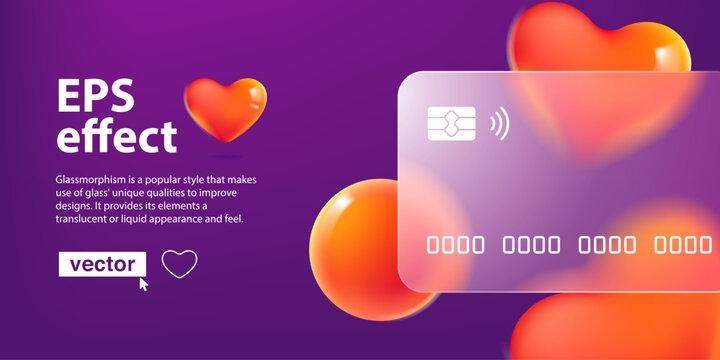 EPS
effect
Glassmorphism is a popular style that makes
use of glass' unique qualities to improve
designs. It provides its elements a
translucent or liquid appearance and feel.
vector
0000 0000 0000 0000